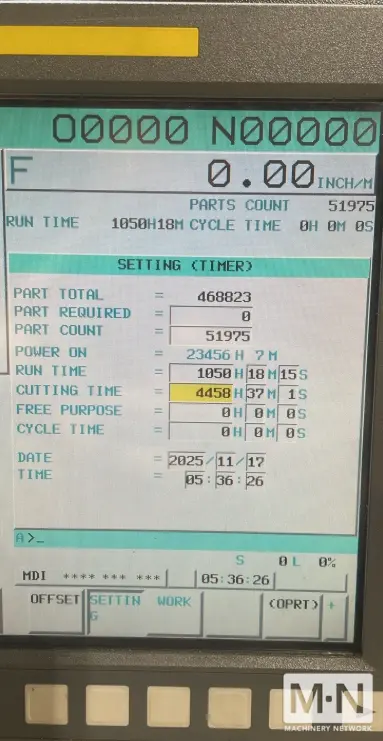 O0000 N00000
F 0.00 INCH/M
PARTS COUNT 51975
RUN TIME 1050H18M CYCLE TIME 0H 0M 0S
SETTING (TIMER)
PART TOTAL = 468823
PART REQUIRED = 0
PART COUNT = 51975
POWER ON = 23456 H 7 M
RUN TIME = 1050 H 18 M 15 S
CUTTING TIME = 4458 H 37 M 1 S
FREE PURPOSE = 0 H 0 M 0 S
CYCLE TIME = 0 H 0 M 0 S
DATE = 2025/11/17
TIME = 05:36:26
A>_
S 0 L 0%
MDI **** *** *** 05:36:26
OFFSET SETTIN WORK (OPRT) +
G
M·N
MACHINERY NETWORK